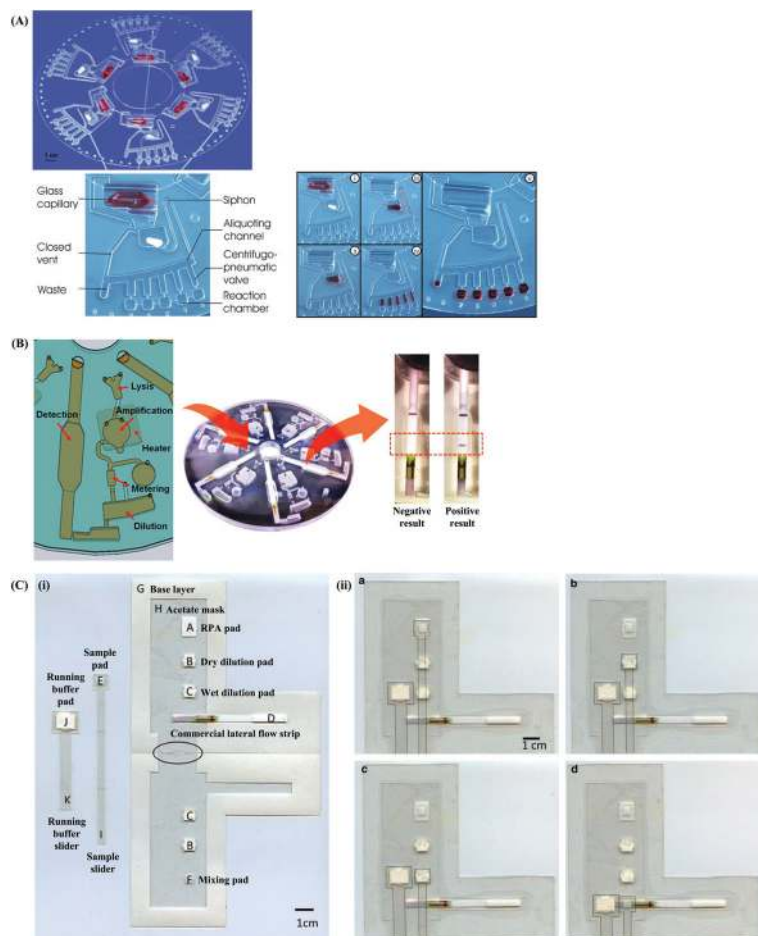 (A)
1 cm
Glass
capillary
Closed
vent
Waste
Siphon
Aliquoting
channel
Centrifugo-
pneumatic
valve
Reaction
chamber
(B)
Detection
Lysis
Amplification
Heater
Metering
Dilution
Negative
result
Positive
result
(C) (i)
G Base layer
H Acetate mask
A RPA pad
B Dry dilution pad
C Wet dilution pad
D
Commercial lateral flow strip
Running
buffer
pad
J
K
Running
buffer
slider
Sample
pad
E
I
Sample
slider
C
B
F Mixing pad
1cm
(ii)
a
b
1 cm
c
d